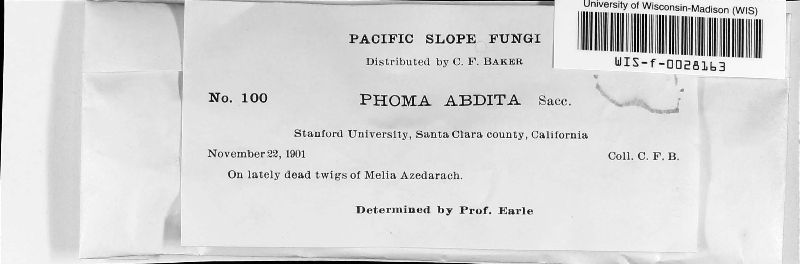 University of Wisconsin-Madison (WIS)
WIS-f-0028163
PACIFIC SLOPE FUNGI
Distributed by C. F. BAKER
No. 100 PHOMA ABDITA Sacc.
Stanford University, Santa Clara county, California
November 22, 1901 Coll. C. F. B.
On lately dead twigs of Melia Azedarach.
Determined by Prof. Earle